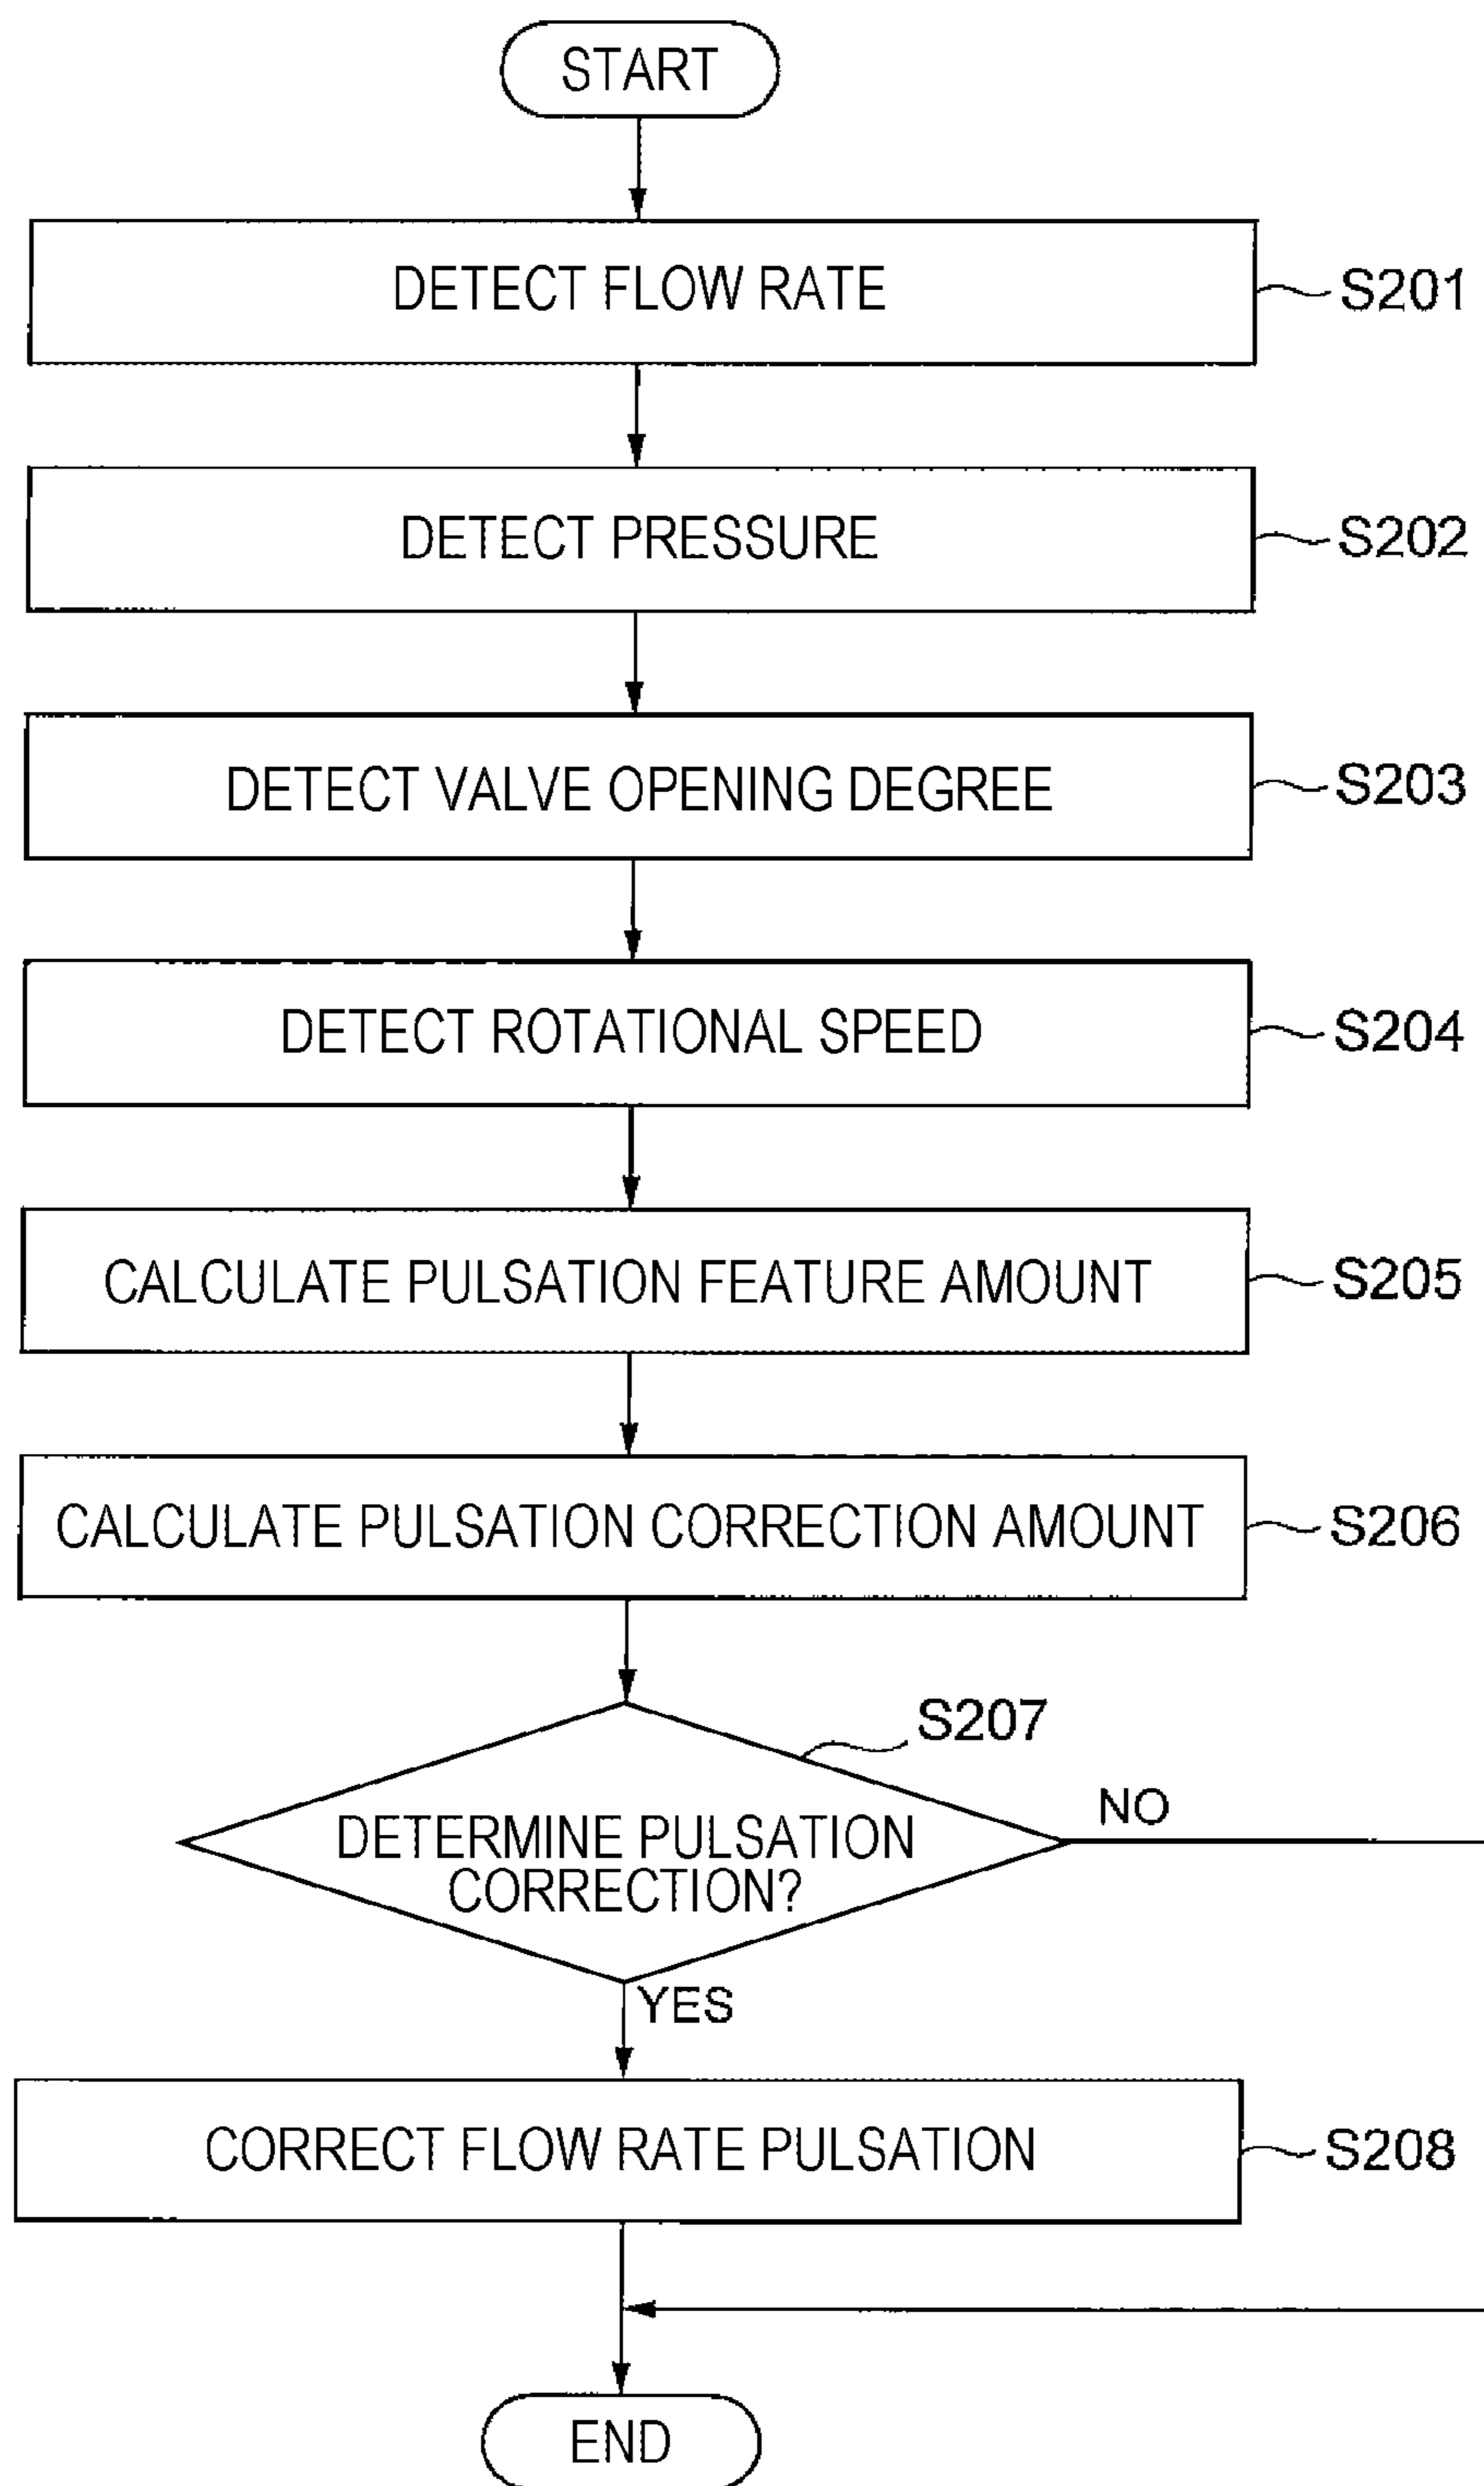 START
DETECT FLOW RATE
S201
DETECT PRESSURE
S202
DETECT VALVE OPENING DEGREE
S203
DETECT ROTATIONAL SPEED
S204
CALCULATE PULSATION FEATURE AMOUNT
S205
CALCULATE PULSATION CORRECTION AMOUNT
S206
S207
NO
DETERMINE PULSATION
CORRECTION?
YES
CORRECT FLOW RATE PULSATION
S208
END